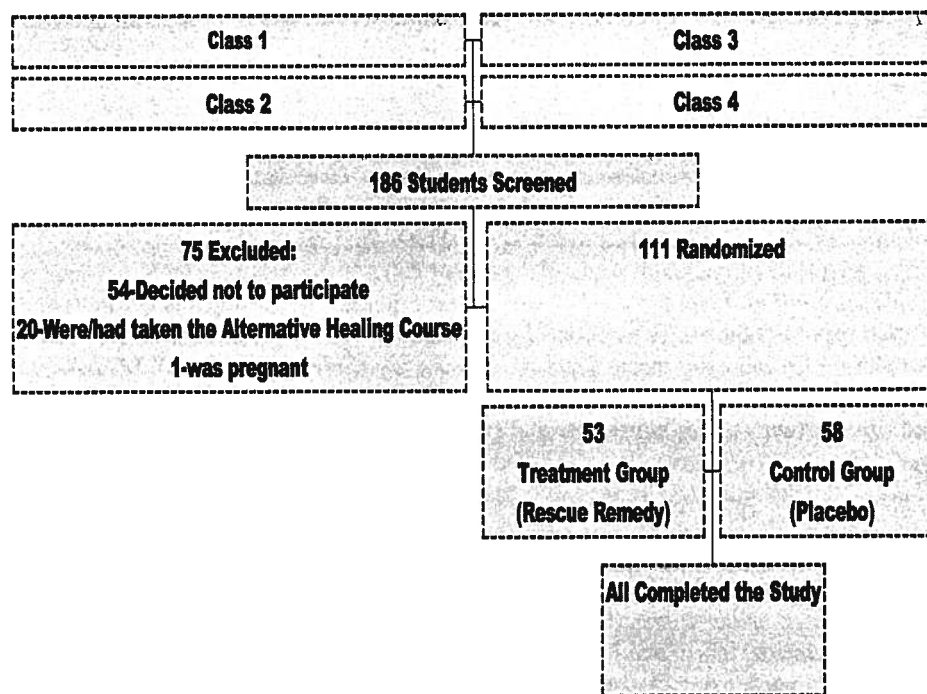 Class 1
Class 3
Class 2
Class 4
186 Students Screened
75 Excluded:
54-Decided not to participate
20-Were/had taken the Alternative Healing Course
1-was pregnant
111 Randomized
53
Treatment Group
(Rescue Remedy)
58
Control Group
(Placebo)
All Completed the Study